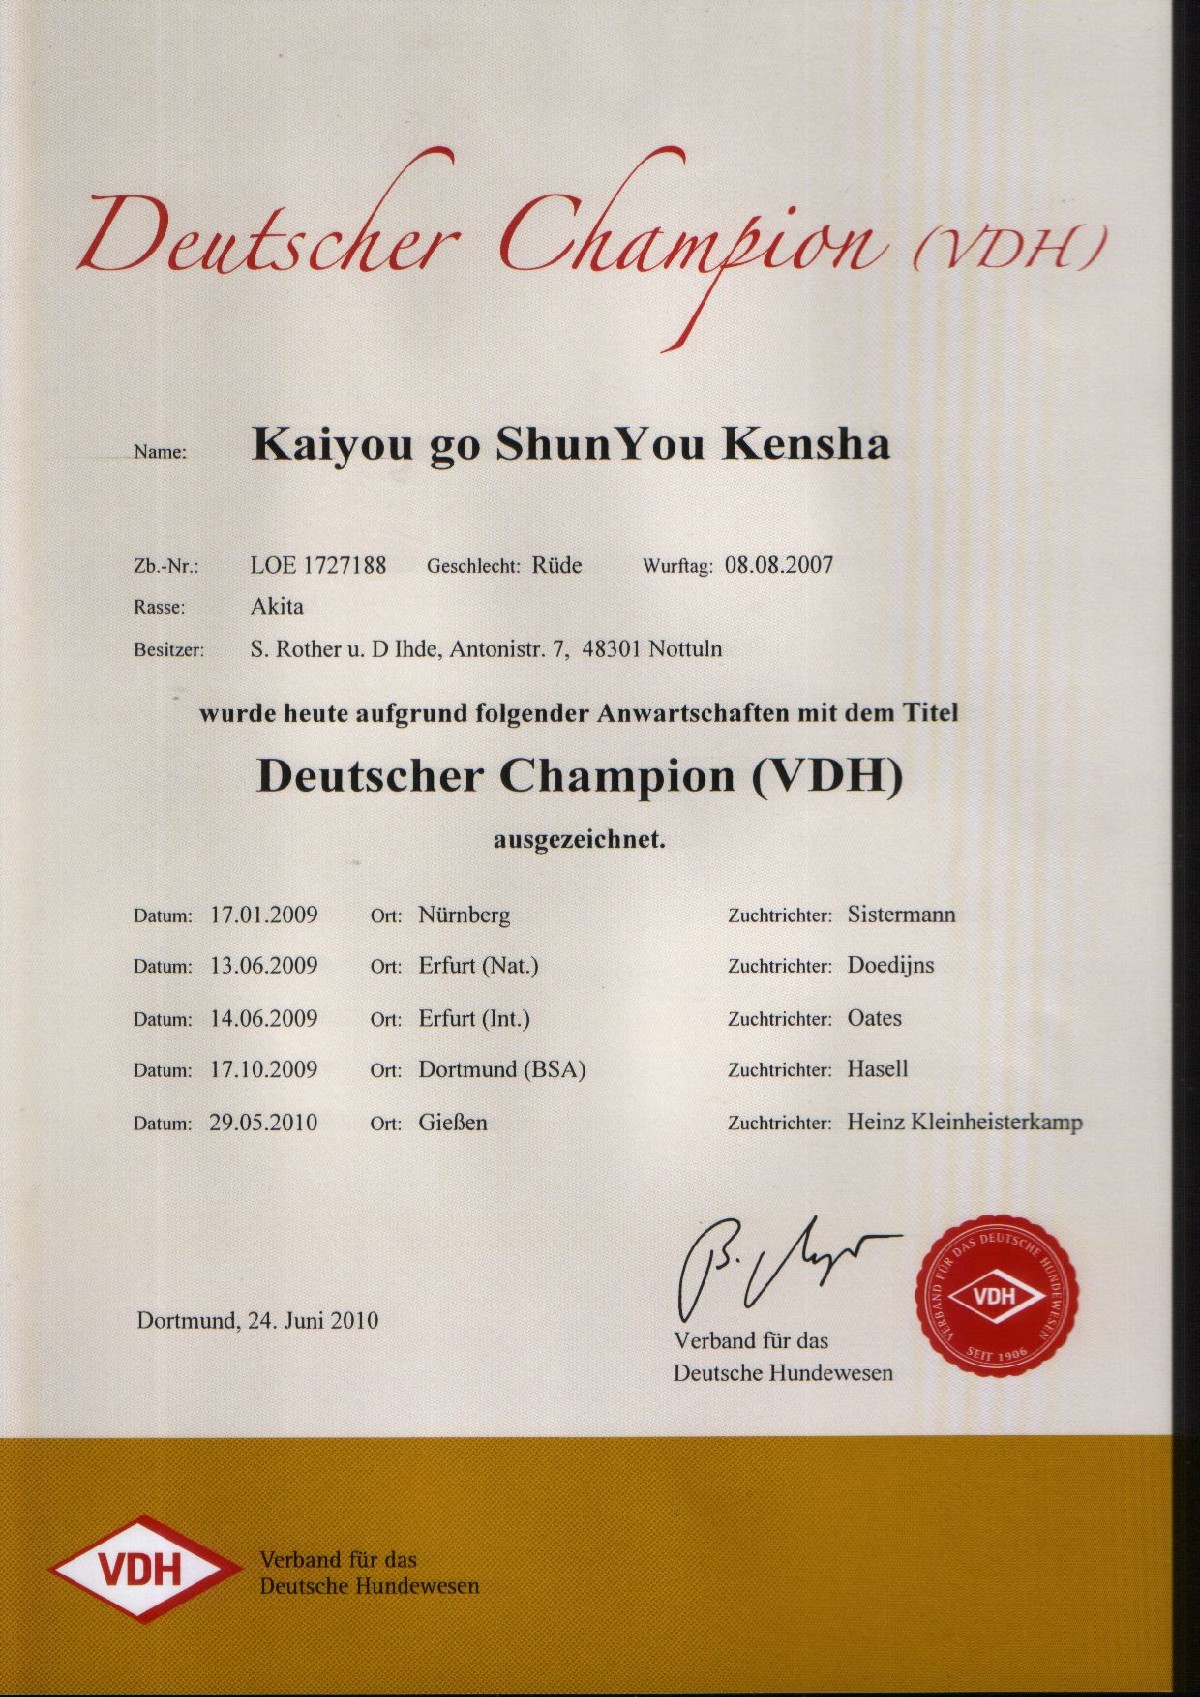 Deutscher Champion (VDH)
Name: Kaiyou go ShunYou Kensha
Zb.-Nr.: LOE 1727188 Geschlecht: Rüde Wurftag: 08.08.2007
Rasse: Akita
Besitzer: S. Rother u. D Ihde, Antonistr. 7, 48301 Nottuln
wurde heute aufgrund folgender Anwartschaften mit dem Titel
Deutscher Champion (VDH)
ausgezeichnet.
Datum: 17.01.2009 Ort: Nürnberg Zuchtrichter: Sistermann
Datum: 13.06.2009 Ort: Erfurt (Nat.) Zuchtrichter: Doedijns
Datum: 14.06.2009 Ort: Erfurt (Int.) Zuchtrichter: Oates
Datum: 17.10.2009 Ort: Dortmund (BSA) Zuchtrichter: Hasell
Datum: 29.05.2010 Ort: Gießen Zuchtrichter: Heinz Kleinheisterkamp
VERBAND FÜR DAS DEUTSCHE HUNDEWESEN
VDH
SEIT 1906
Dortmund, 24. Juni 2010
Verband für das
Deutsche Hundewesen
VDH
Verband für das
Deutsche Hundewesen